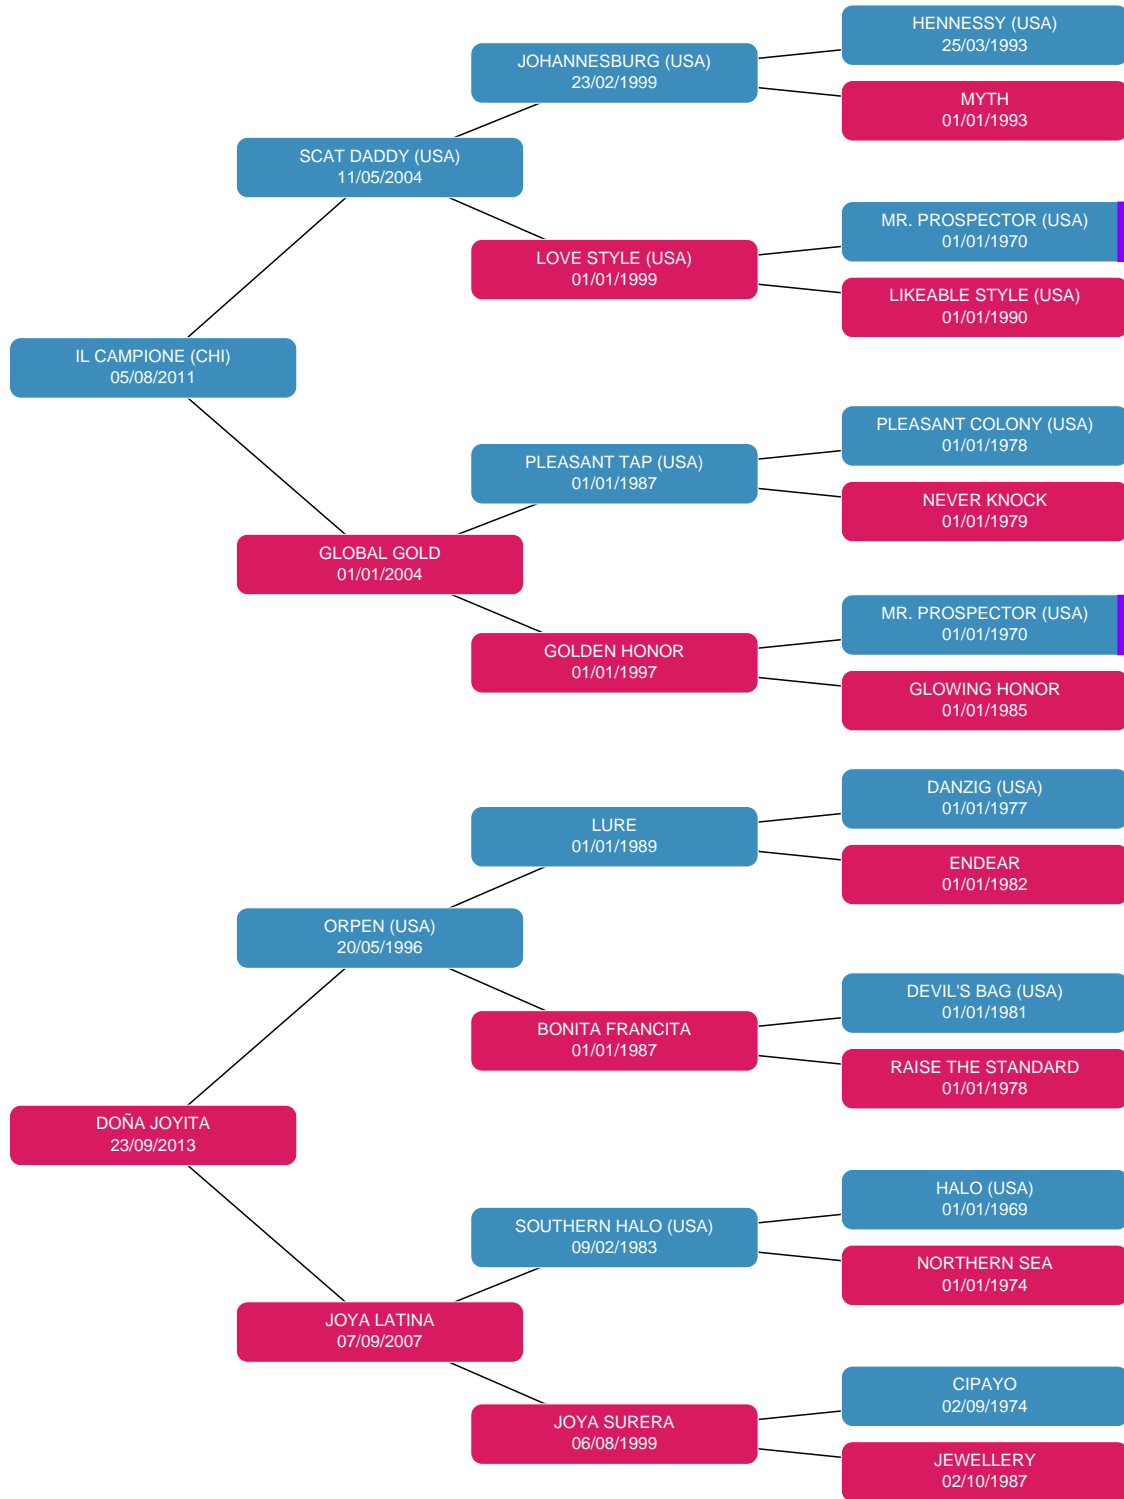 HENNESSY (USA)
25/03/1993
JOHANNESBURG (USA)
23/02/1999
MYTH
01/01/1993
SCAT DADDY (USA)
11/05/2004
MR. PROSPECTOR (USA)
01/01/1970
LOVE STYLE (USA)
01/01/1999
LIKEABLE STYLE (USA)
01/01/1990
IL CAMPIONE (CHI)
05/08/2011
PLEASANT COLONY (USA)
01/01/1978
PLEASANT TAP (USA)
01/01/1987
NEVER KNOCK
01/01/1979
GLOBAL GOLD
01/01/2004
MR. PROSPECTOR (USA)
01/01/1970
GOLDEN HONOR
01/01/1997
GLOWING HONOR
01/01/1985
DANZIG (USA)
01/01/1977
LURE
01/01/1989
ENDEAR
01/01/1982
ORPEN (USA)
20/05/1996
DEVIL'S BAG (USA)
01/01/1981
BONITA FRANCITA
01/01/1987
RAISE THE STANDARD
01/01/1978
DOÑA JOYITA
23/09/2013
HALO (USA)
01/01/1969
SOUTHERN HALO (USA)
09/02/1983
NORTHERN SEA
01/01/1974
JOYA LATINA
07/09/2007
CIPAYO
02/09/1974
JOYA SURERA
06/08/1999
JEWELLERY
02/10/1987